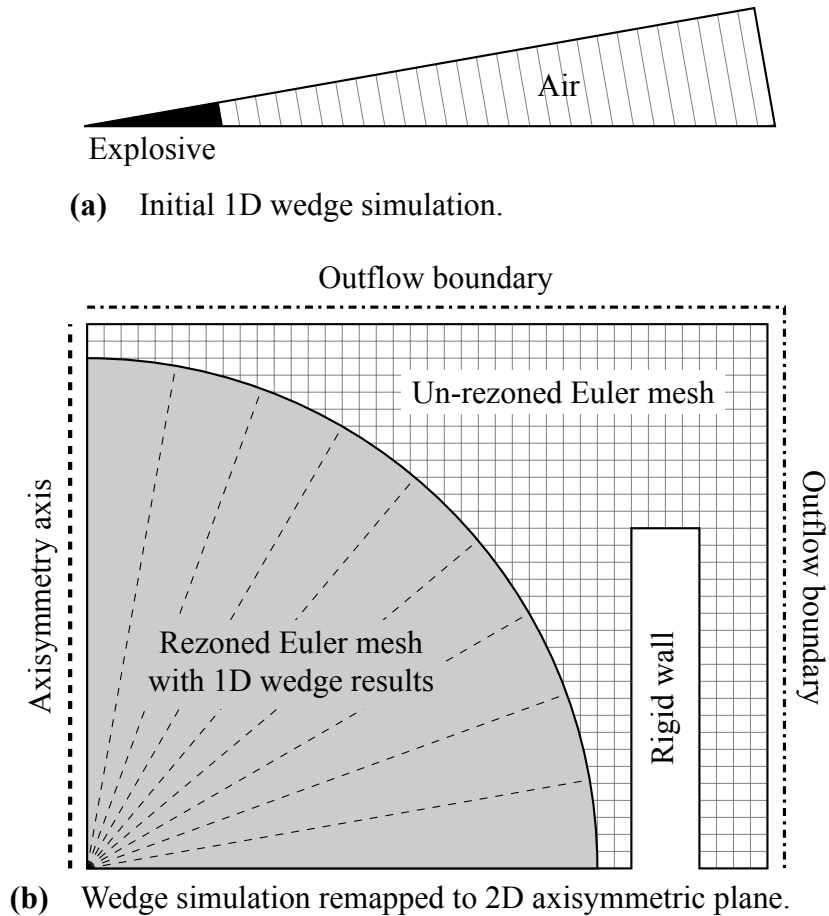 Air
Explosive
(a) Initial 1D wedge simulation.
Outflow boundary
Un-rezoned Euler mesh
Axisymmetry axis
Outflow boundary
Rezoned Euler mesh
with 1D wedge results
Rigid wall
(b) Wedge simulation remapped to 2D axisymmetric plane.